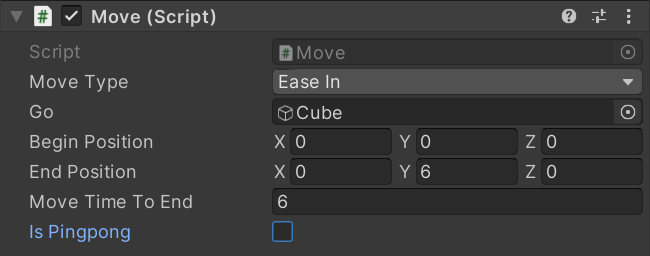 # Move (Script)
Script # Move
Move Type Ease In
Go Cube
Begin Position X 0 Y 0 Z 0
End Position X 0 Y 6 Z 0
Move Time To End 6
Is Pingpong